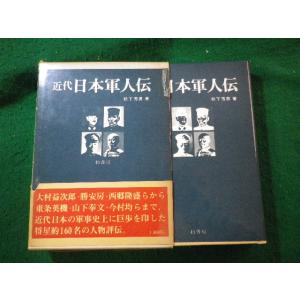 近代日本軍人伝
松下芳男著
柏書房
大村益次郎・勝安房・西郷隆盛らから
東条英機・山下奉文・今村均らまで、
近代日本の軍事史上に巨歩を印した
将星約160名の人物評伝。
近代日本軍人伝
松下芳男著
柏書房